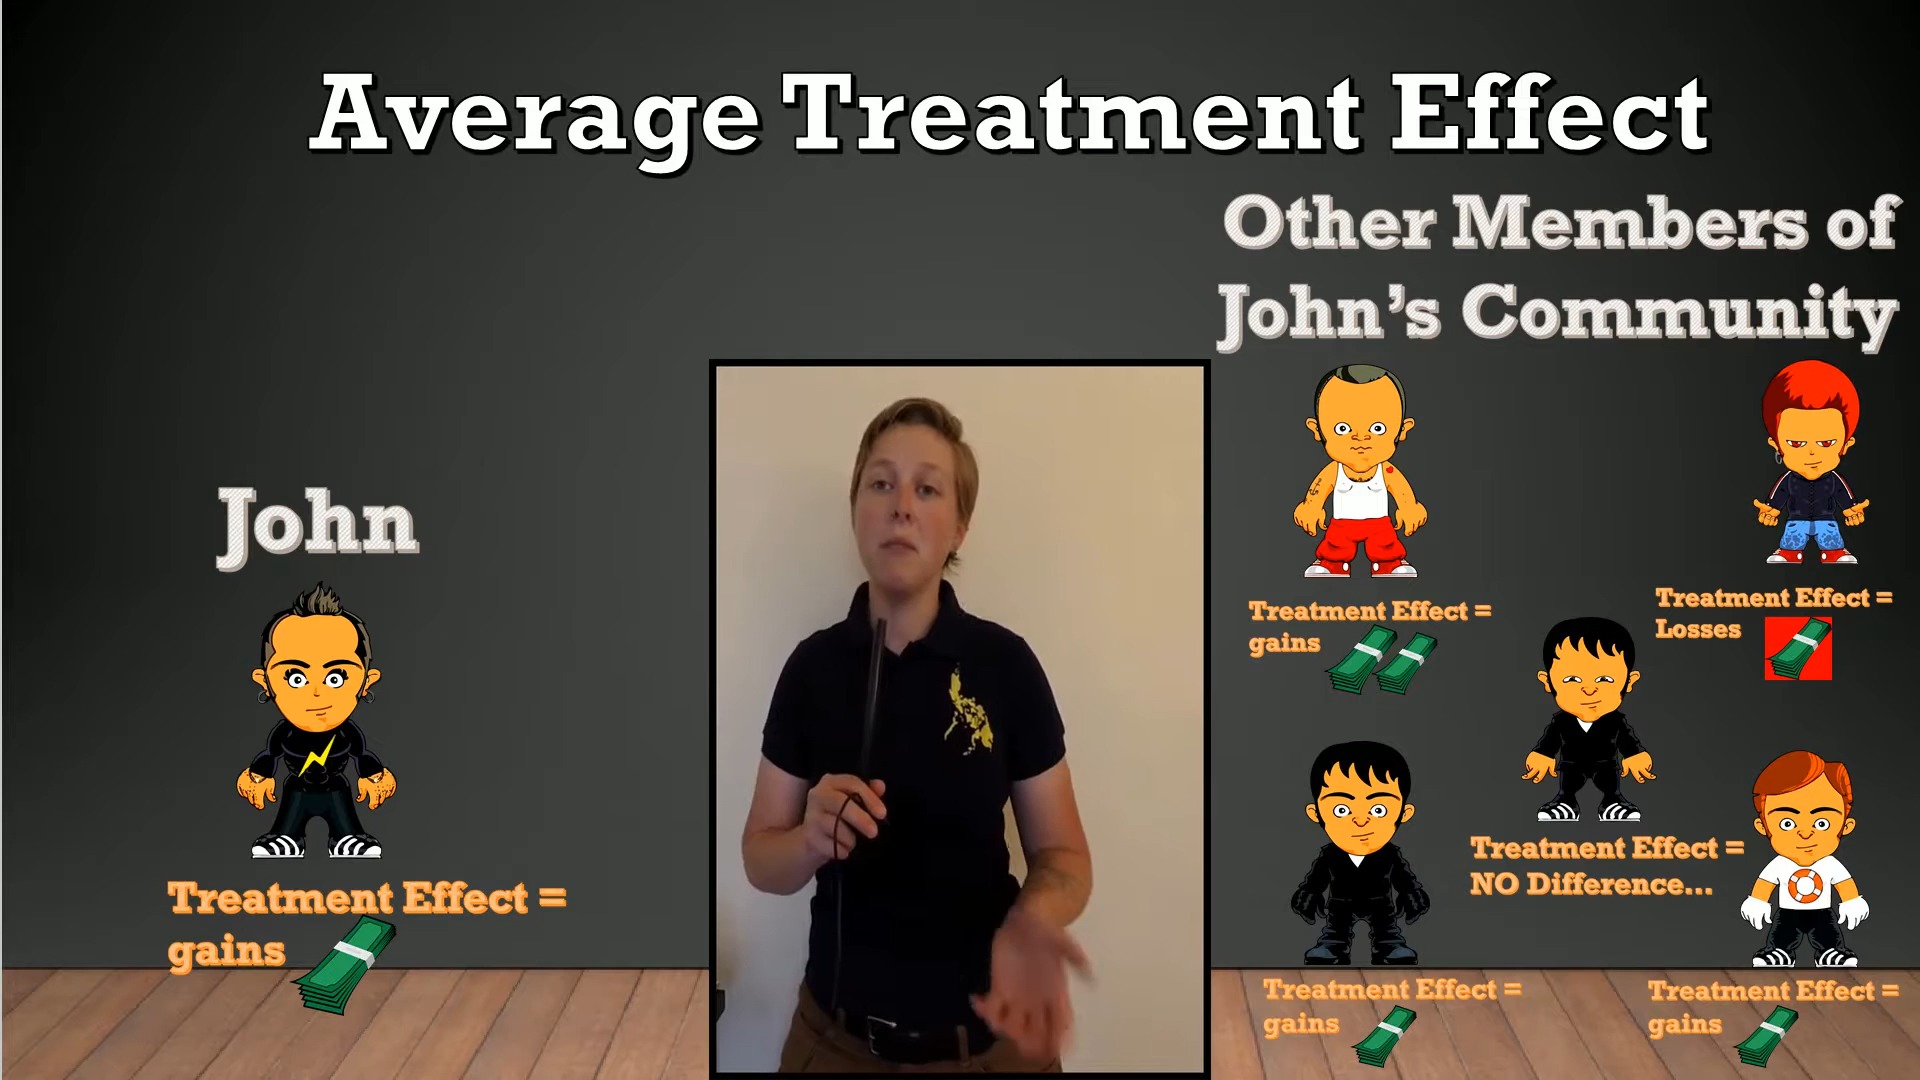 Average Treatment Effect
Other Members of
John's Community
John
Treatment Effect =
gains
Treatment Effect =
gains
Treatment Effect =
Losses
Treatment Effect =
NO Difference...
Treatment Effect =
gains
Treatment Effect =
gains